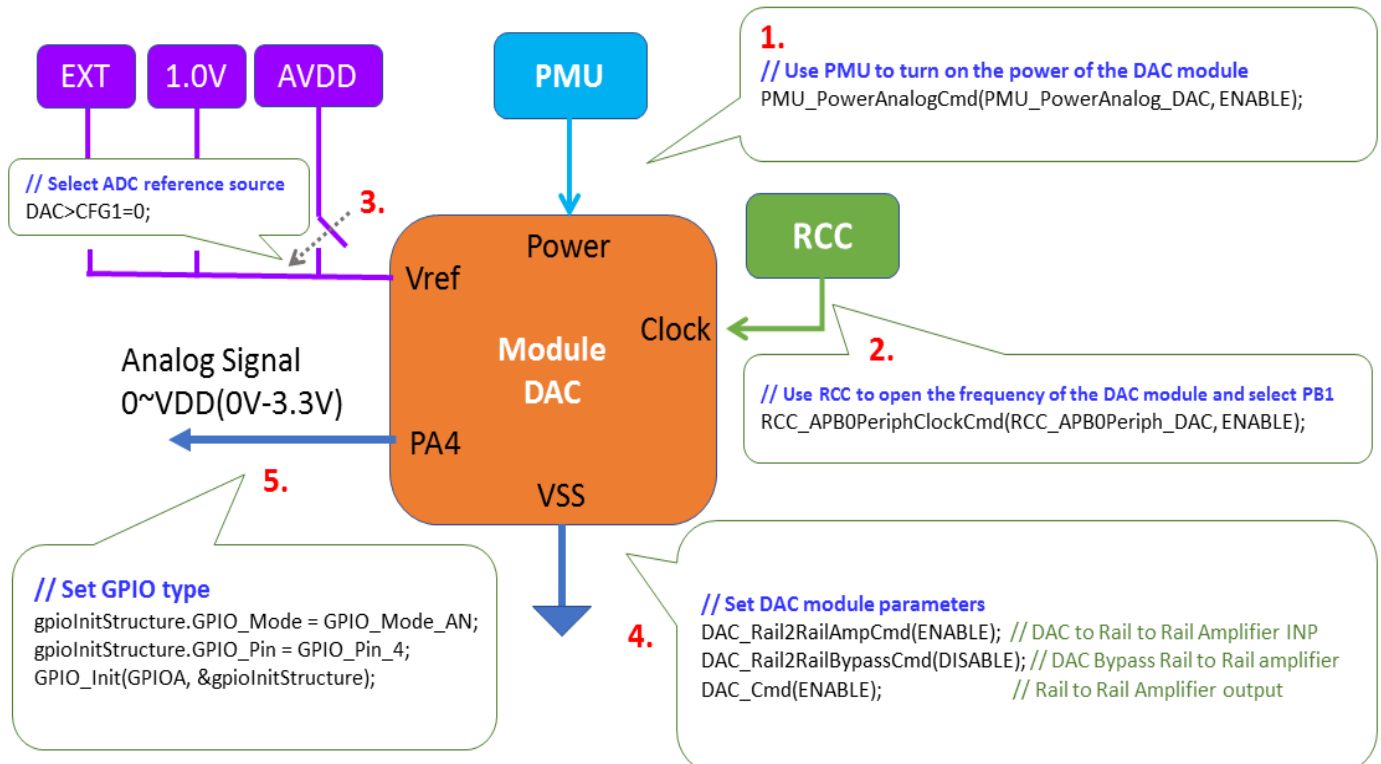 EXT
1.0V
AVDD
PMU
1.
// Use PMU to turn on the power of the DAC module
PMU_PowerAnalogCmd(PMU_PowerAnalog_DAC, ENABLE);
// Select ADC reference source
DAC>CFG1=0;
3.
RCC
Power
Vref
Clock
Module
DAC
2.
// Use RCC to open the frequency of the DAC module and select PB1
RCC_APB0PeriphClockCmd(RCC_APB0Periph_DAC, ENABLE);
Analog Signal
0~VDD(0V-3.3V)
PA4
5.
VSS
// Set GPIO type
gpioInitStructure.GPIO_Mode = GPIO_Mode_AN;
gpioInitStructure.GPIO_Pin = GPIO_Pin_4;
GPIO_Init(GPIOA, &gpioInitStructure);
4.
// Set DAC module parameters
DAC_Rail2RailAmpCmd(ENABLE); // DAC to Rail to Rail Amplifier INP
DAC_Rail2RailBypassCmd(DISABLE); // DAC Bypass Rail to Rail amplifier
DAC_Cmd(ENABLE); // Rail to Rail Amplifier output